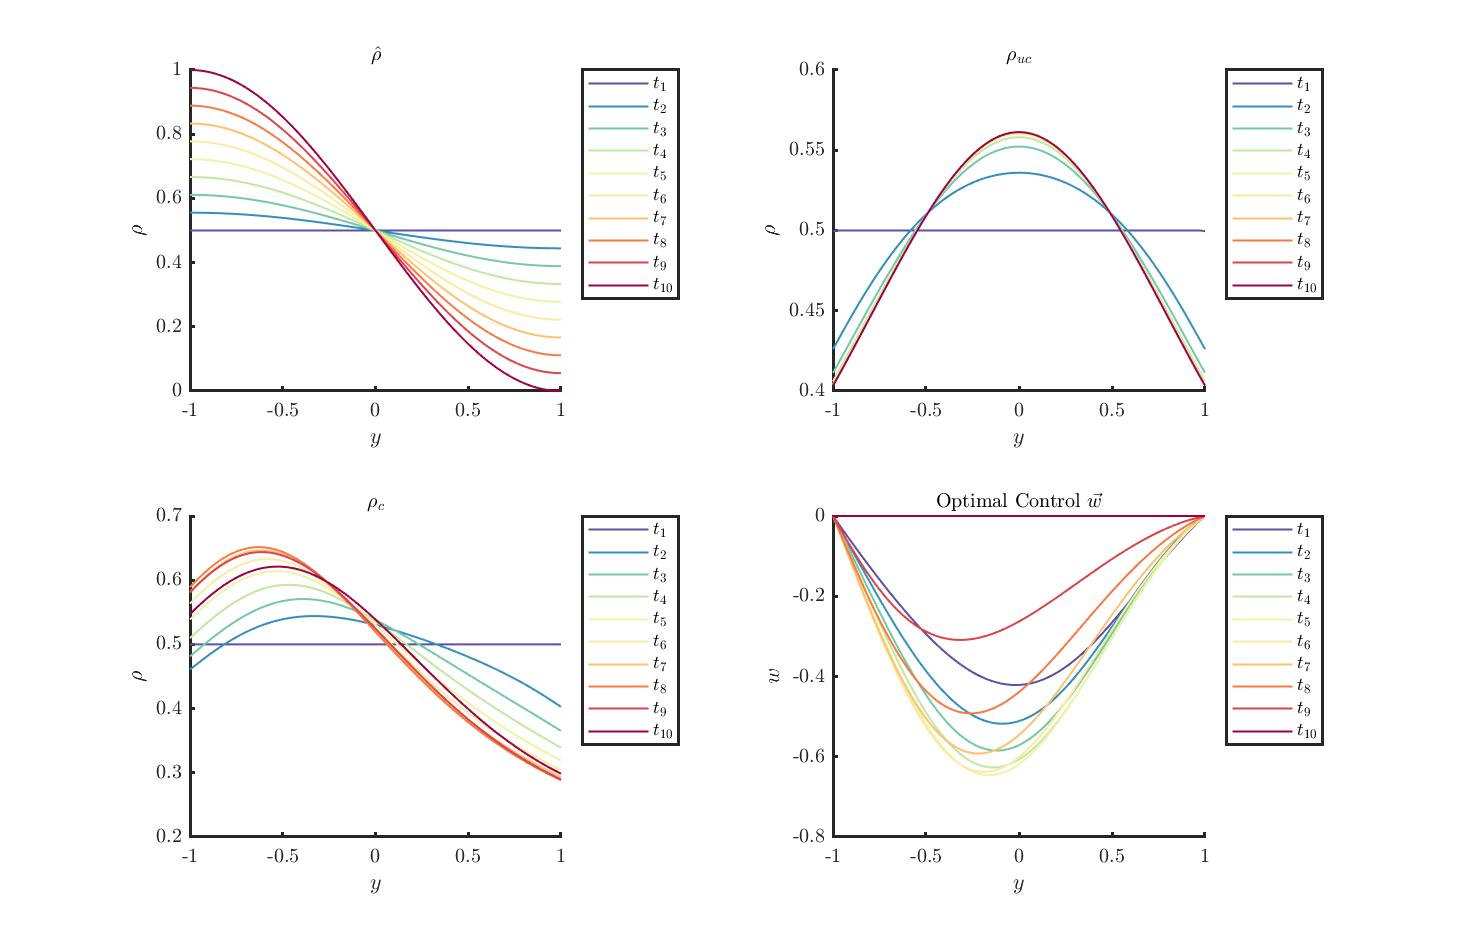 ρ̂
1
0.8
0.6
0.4
0.2
0
ρ
-1 -0.5 0 0.5 1
y
t₁
t₂
t₃
t₄
t₅
t₆
t₇
t₈
t₉
t₁₀
ρ_uc
0.6
0.55
0.5
0.45
0.4
ρ
-1 -0.5 0 0.5 1
y
t₁
t₂
t₃
t₄
t₅
t₆
t₇
t₈
t₉
t₁₀
ρ_c
0.7
0.6
0.5
0.4
0.3
0.2
ρ
-1 -0.5 0 0.5 1
y
t₁
t₂
t₃
t₄
t₅
t₆
t₇
t₈
t₉
t₁₀
Optimal Control w⃗
0
-0.2
-0.4
-0.6
-0.8
w
-1 -0.5 0 0.5 1
y
t₁
t₂
t₃
t₄
t₅
t₆
t₇
t₈
t₉
t₁₀